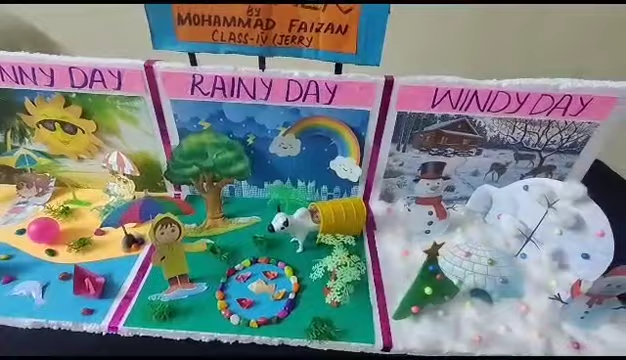 BY
MOHAMMAD FAIZAN
CLASS-IV (JERRY
NNY DAY
RAINY DAY
WINDY DAY